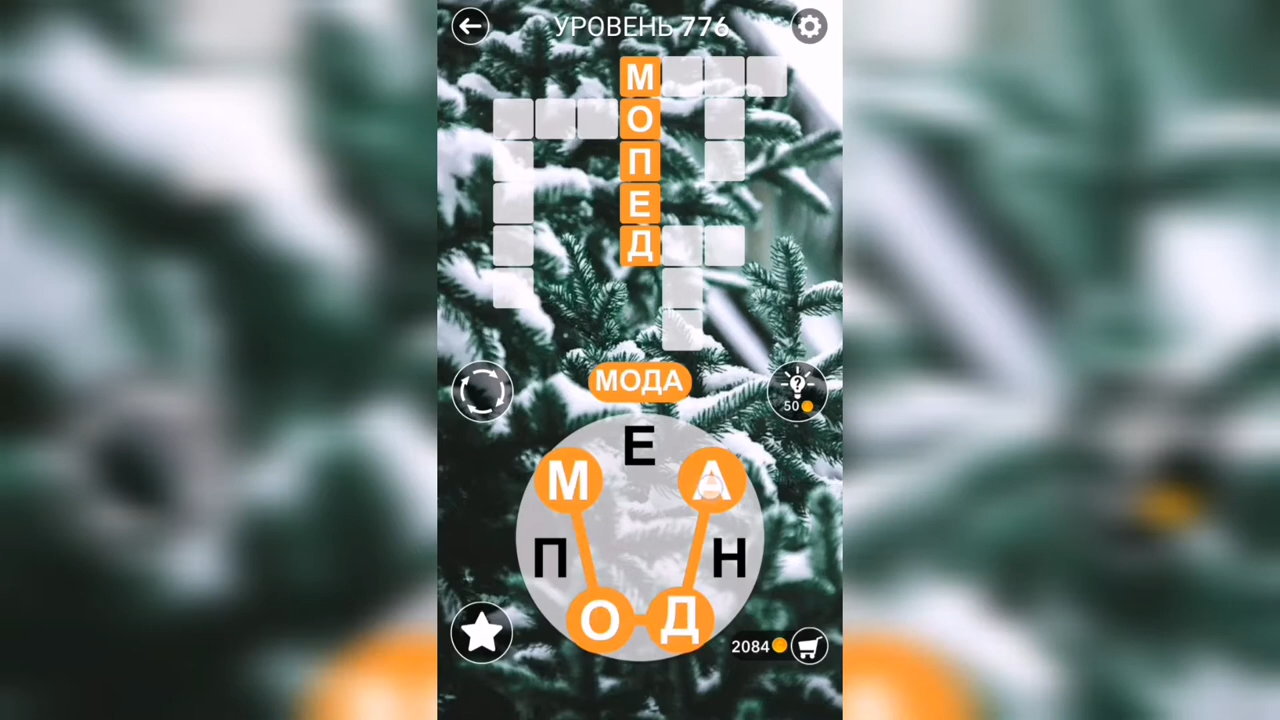 УРОВЕНЬ 776
М
О
П
Е
Д
МОДА
50
Е
М А
П Н
О Д
2084